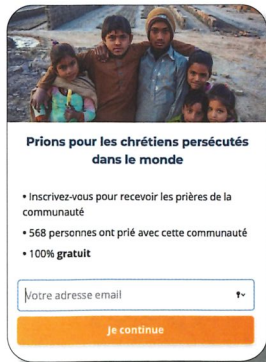 Prions pour les chrétiens persécutés
dans le monde
• Inscrivez-vous pour recevoir les prières de la
communauté
• 568 personnes ont prié avec cette communauté
• 100% gratuit
Votre adresse email
Je continue